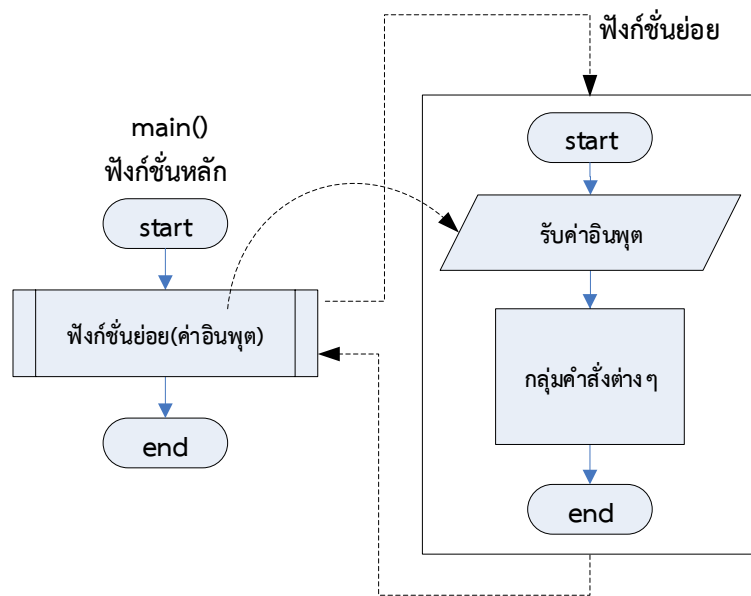 main()
ฟังก์ชั่นหลัก
start
ฟังก์ชั่นย่อย(ค่าอินพุต)
end
ฟังก์ชั่นย่อย
start
รับค่าอินพุต
กลุ่มคำสั่งต่าง ๆ
end